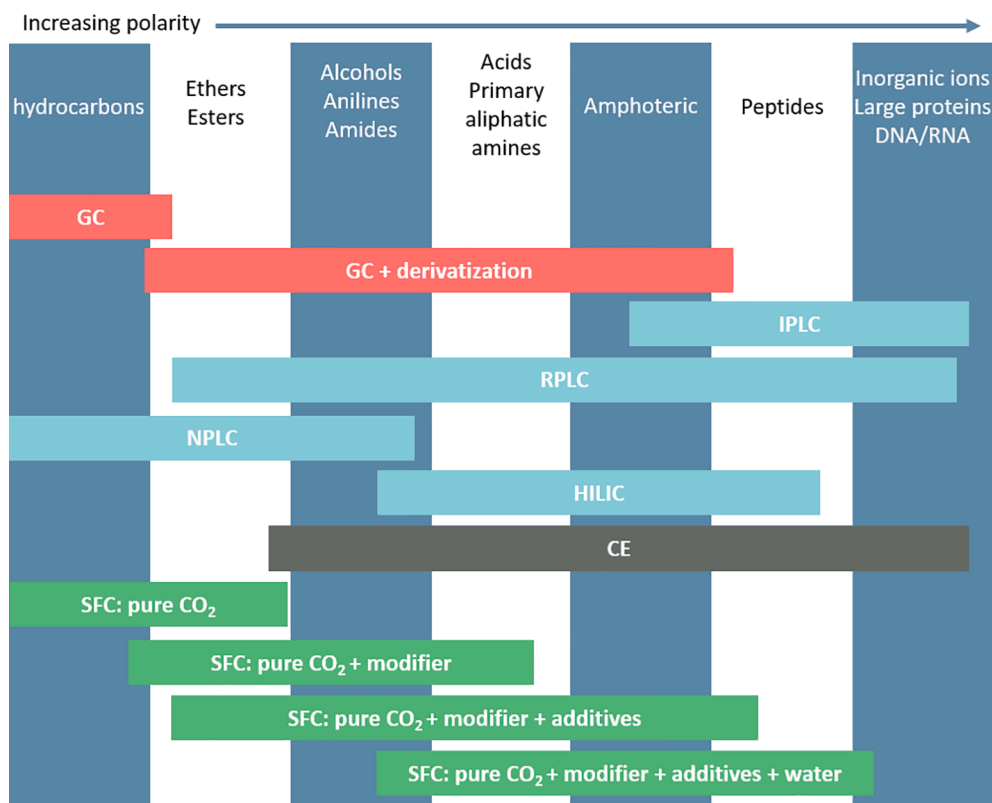 Increasing polarity
hydrocarbons
Ethers
Esters
Alcohols
Anilines
Amides
Acids
Primary
aliphatic
amines
Amphoteric
Peptides
Inorganic ions
Large proteins
DNA/RNA
GC
GC + derivatization
IPLC
RPLC
NPLC
HILIC
CE
SFC: pure CO₂
SFC: pure CO₂ + modifier
SFC: pure CO₂ + modifier + additives
SFC: pure CO₂ + modifier + additives + water